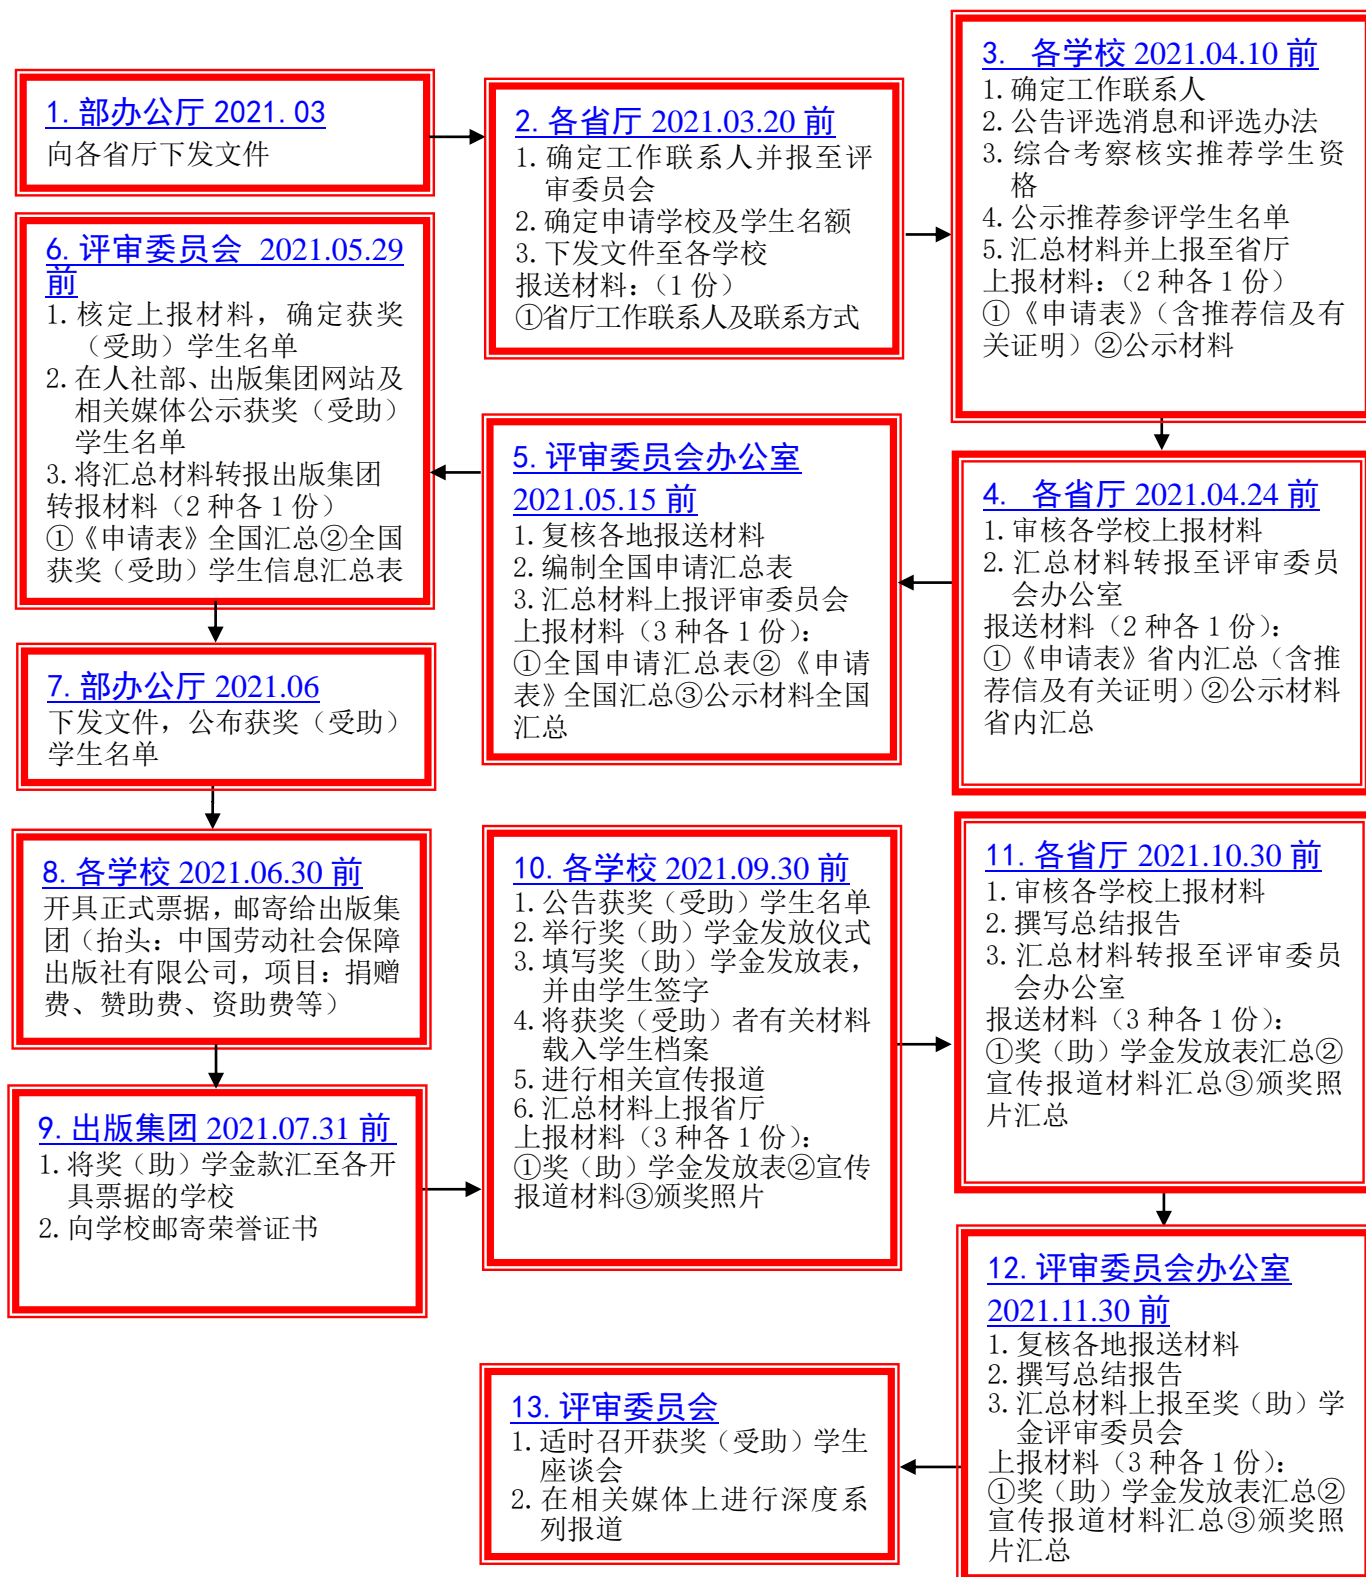 1.部办公厅 2021.03
向各省厅下发文件
2.各省厅 2021.03.20 前
1.确定工作联系人并报至评
审委员会
2.确定申请学校及学生名额
3.下发文件至各学校
报送材料：（1 份）
①省厅工作联系人及联系方式
3. 各学校 2021.04.10 前
1.确定工作联系人
2.公告评选消息和评选办法
3.综合考察核实推荐学生资
格
4.公示推荐参评学生名单
5.汇总材料并上报至省厅
上报材料：（2 种各 1 份）
①《申请表》（含推荐信及有
关证明）②公示材料
4. 各省厅 2021.04.24 前
1.审核各学校上报材料
2.汇总材料转报至评审委员
会办公室
报送材料（2 种各 1 份）：
①《申请表》省内汇总（含推
荐信及有关证明）②公示材料
省内汇总
5.评审委员会办公室
2021.05.15 前
1.复核各地报送材料
2.编制全国申请汇总表
3.汇总材料上报评审委员会
上报材料（3 种各 1 份）：
①全国申请汇总表②《申请
表》全国汇总③公示材料全国
汇总
6.评审委员会 2021.05.29
前
1.核定上报材料，确定获奖
（受助）学生名单
2.在人社部、出版集团网站及
相关媒体公示获奖（受助）
学生名单
3.将汇总材料转报出版集团
转报材料（2 种各 1 份）
①《申请表》全国汇总②全国
获奖（受助）学生信息汇总表
7.部办公厅 2021.06
下发文件，公布获奖（受助）
学生名单
8.各学校 2021.06.30 前
开具正式票据，邮寄给出版集
团（抬头：中国劳动社会保障
出版社有限公司，项目：捐赠
费、赞助费、资助费等）
9.出版集团 2021.07.31 前
1.将奖（助）学金款汇至各开
具票据的学校
2.向学校邮寄荣誉证书
10.各学校 2021.09.30 前
1.公告获奖（受助）学生名单
2.举行奖（助）学金发放仪式
3.填写奖（助）学金发放表，
并由学生签字
4.将获奖（受助）者有关材料
载入学生档案
5.进行相关宣传报道
6.汇总材料上报省厅
上报材料（3 种各 1 份）：
①奖（助）学金发放表②宣传
报道材料③颁奖照片
11.各省厅 2021.10.30 前
1.审核各学校上报材料
2.撰写总结报告
3.汇总材料转报至评审委员
会办公室
报送材料（3 种各 1 份）：
①奖（助）学金发放表汇总②
宣传报道材料汇总③颁奖照
片汇总
12.评审委员会办公室
2021.11.30 前
1.复核各地报送材料
2.撰写总结报告
3.汇总材料上报至奖（助）学
金评审委员会
上报材料（3 种各 1 份）：
①奖（助）学金发放表汇总②
宣传报道材料汇总③颁奖照
片汇总
13.评审委员会
1.适时召开获奖（受助）学生
座谈会
2.在相关媒体上进行深度系
列报道